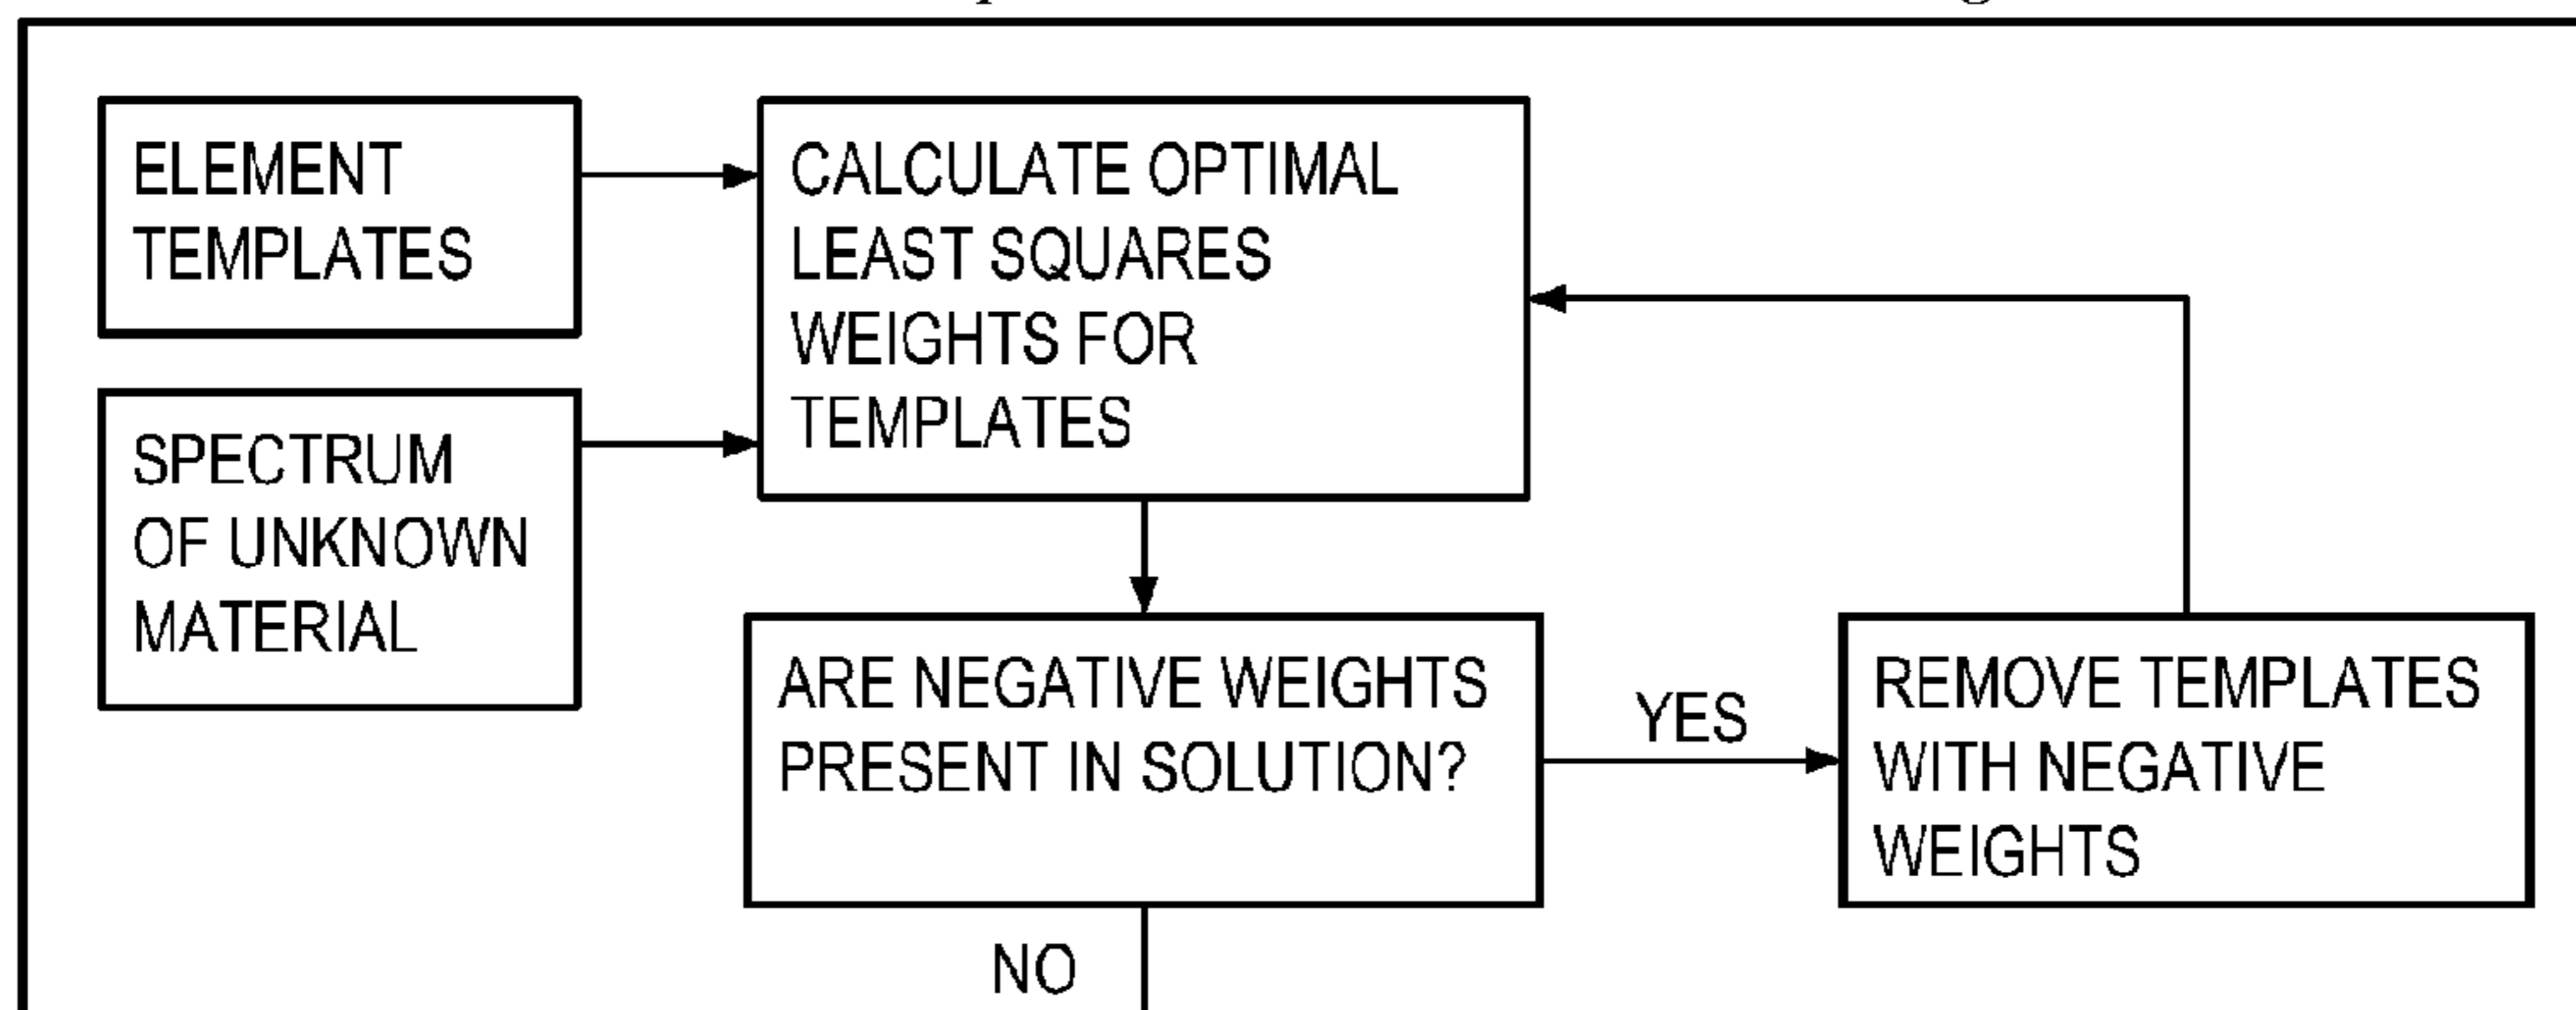 ELEMENT
TEMPLATES
CALCULATE OPTIMAL
LEAST SQUARES
WEIGHTS FOR
TEMPLATES
SPECTRUM
OF UNKNOWN
MATERIAL
ARE NEGATIVE WEIGHTS
PRESENT IN SOLUTION?
YES
REMOVE TEMPLATES
WITH NEGATIVE
WEIGHTS
NO